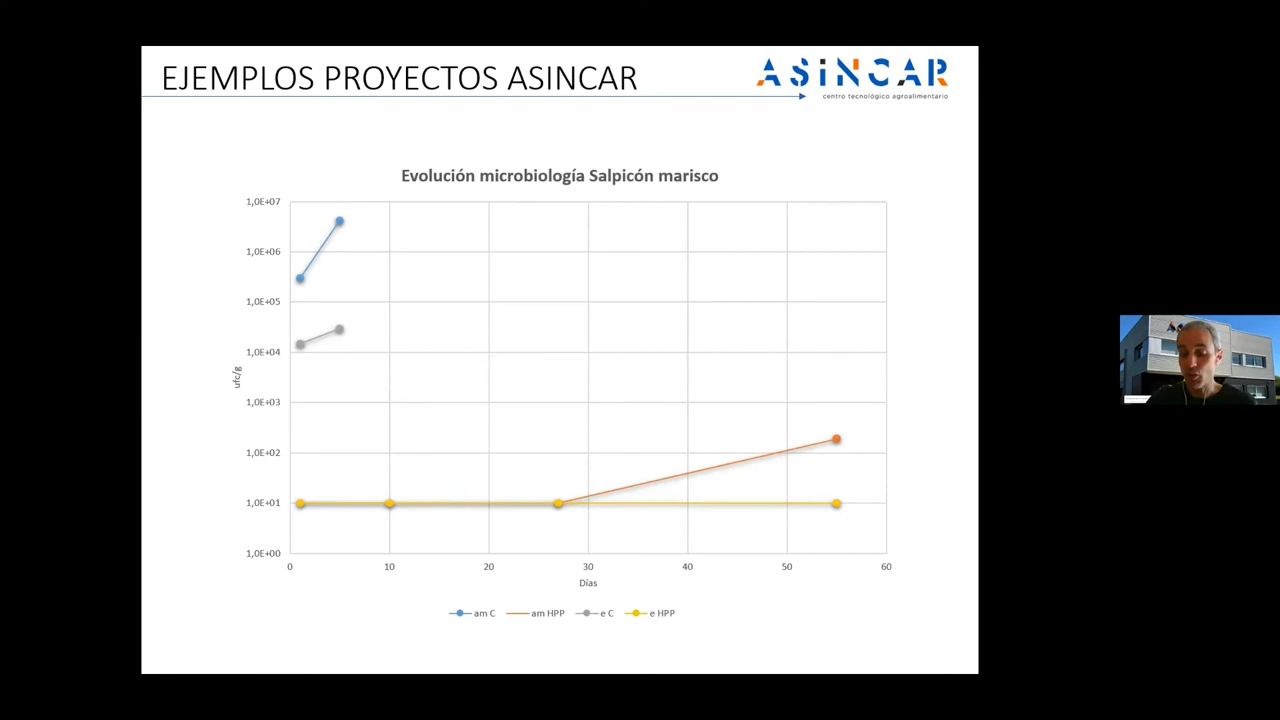 EJEMPLOS PROYECTOS ASINCAR
ASiNCAR
centro tecnológico agroalimentario
Evolución microbiología Salpicón marisco
1,0E+07
1,0E+06
1,0E+05
1,0E+04
1,0E+03
1,0E+02
1,0E+01
1,0E+00
ufc/g
0 10 20 30 40 50 60
Días
am C am HPP e C e HPP